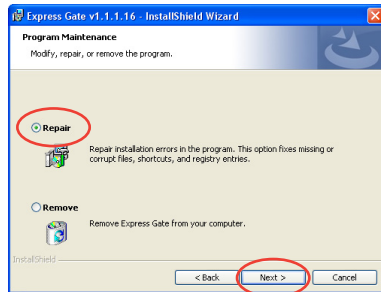 Express Gate v1.1.1.16 - InstallShield Wizard
Program Maintenance
Modify, repair, or remove the program.
Repair
Repair installation errors in the program. This option fixes missing or
corrupt files, shortcuts, and registry entries.
Remove
Remove Express Gate from your computer.
InstallShield
< Back
Next >
Cancel